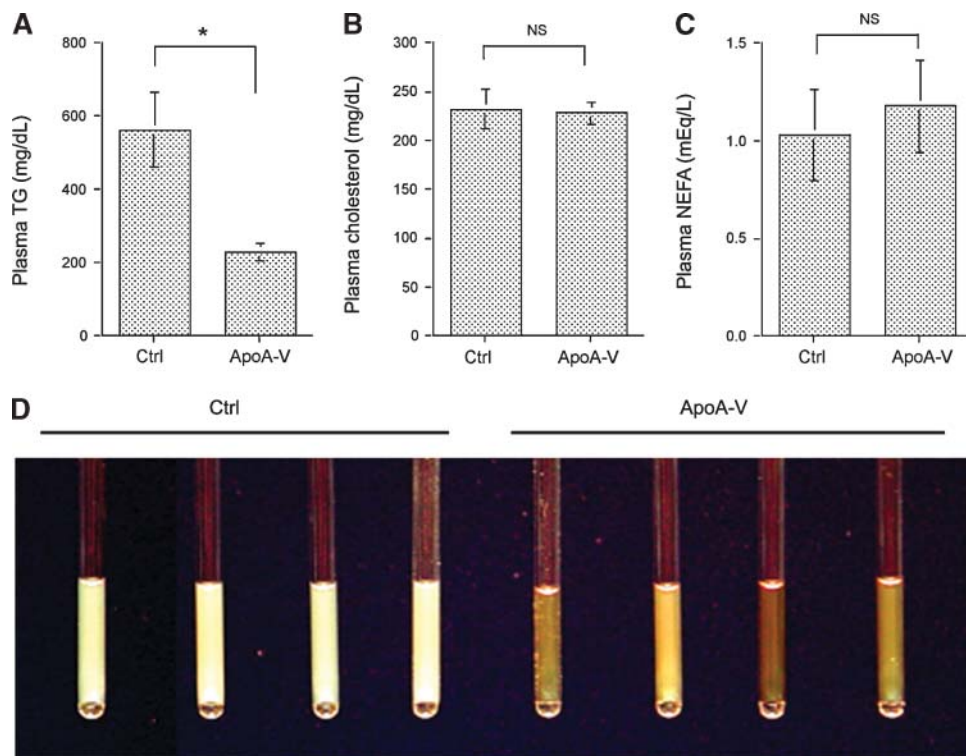 A
Plasma TG (mg/dL)
800
600
400
200
0
*
Ctrl
ApoA-V
B
Plasma cholesterol (mg/dL)
300
250
200
150
100
50
0
NS
Ctrl
ApoA-V
C
Plasma NEFA (mEq/L)
1.5
1.0
0.5
0.0
NS
Ctrl
ApoA-V
D
Ctrl
ApoA-V